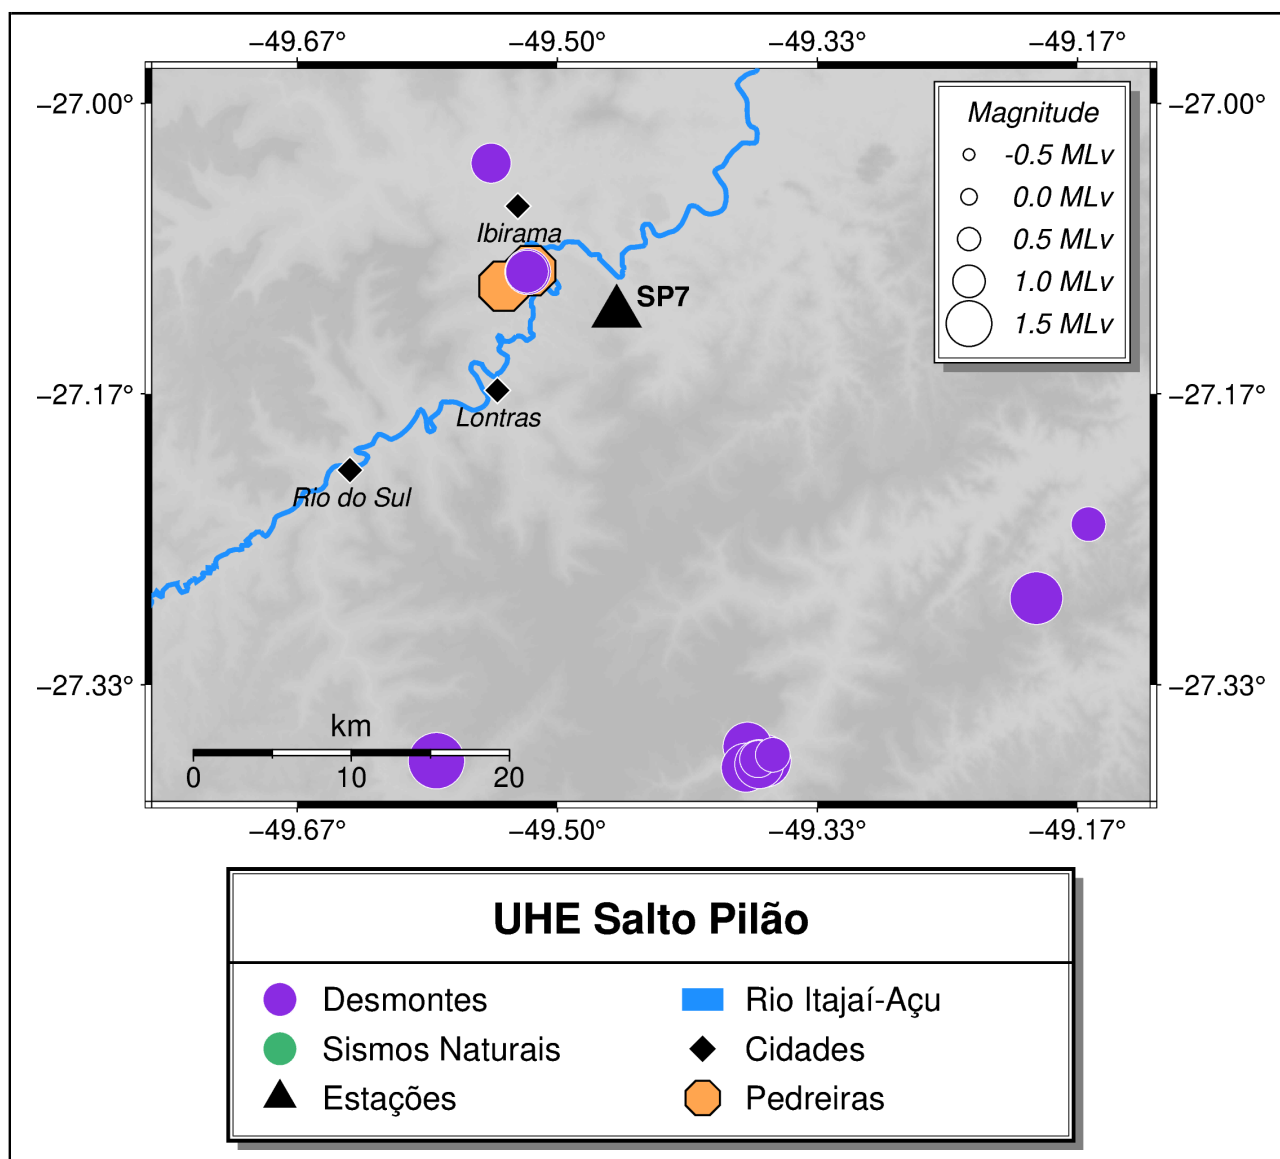 −49.67° −49.50° −49.33° −49.17°
−27.00° −27.00°
Magnitude
-0.5 MLv
0.0 MLv
0.5 MLv
1.0 MLv
1.5 MLv
Ibirama
SP7
−27.17° −27.17°
Lontras
Rio do Sul
−27.33° −27.33°
km
0 10 20
−49.67° −49.50° −49.33° −49.17°
UHE Salto Pilão
Desmontes Rio Itajaí-Açu
Sismos Naturais Cidades
Estações Pedreiras